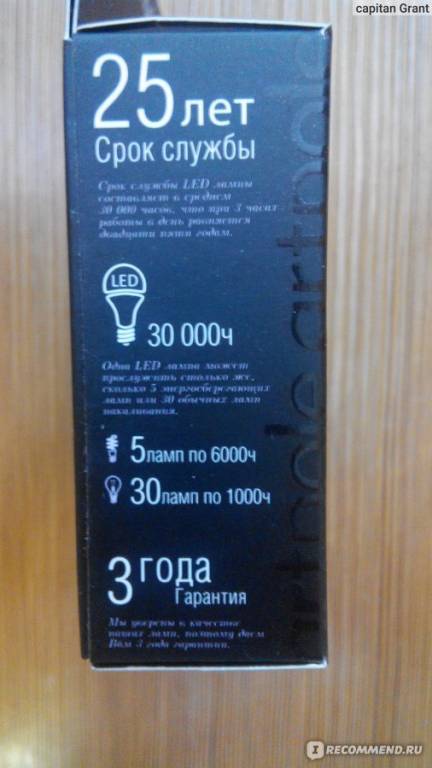 capitan Grant
25 лет
Срок службы
Срок службы LED лампы
составляет в среднем
30 000 часов, что при 3 часах
работы в день равняется
двадцати пяти годам.
LED
30 000ч
Одна LED лампа может
прослужить столько же,
сколько 5 энергосберегающих
ламп или 30 обычных ламп
накаливания.
5ламп по 6000ч
30ламп по 1000ч
3 года
Гарантия
Мы уверены в качестве
наших ламп, поэтому даем
Вам 3 года гарантии.
artpole artpole
IRECOMMEND.RU